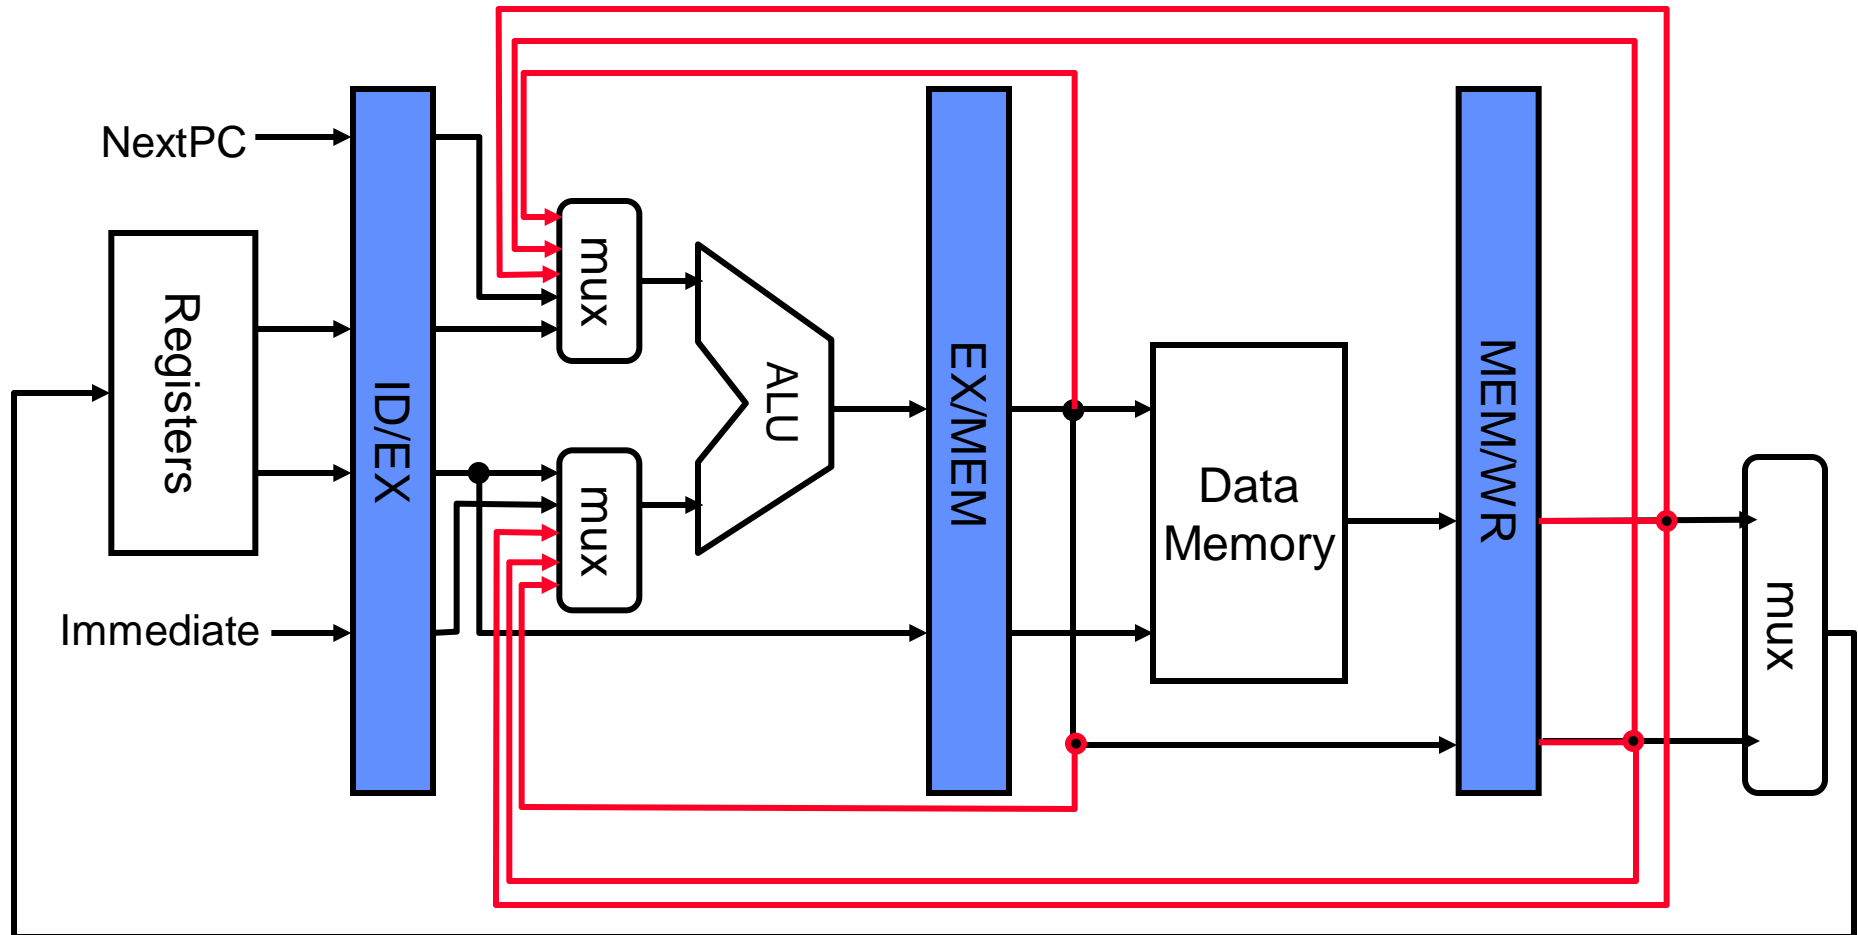 NextPC
Registers
Immediate
ID/EX
mux
mux
ALU
EX/MEM
Data
Memory
MEM/WR
mux